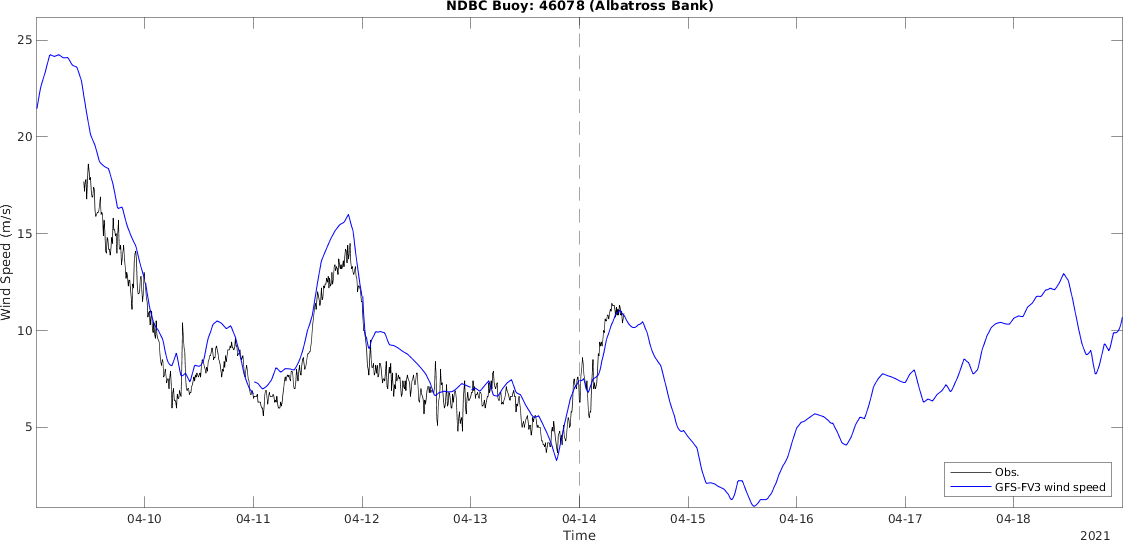 NDBC Buoy: 46078 (Albatross Bank)
25
20
15
10
5
Wind Speed (m/s)
04-10 04-11 04-12 04-13 04-14 04-15 04-16 04-17 04-18
Time
2021
Obs.
GFS-FV3 wind speed